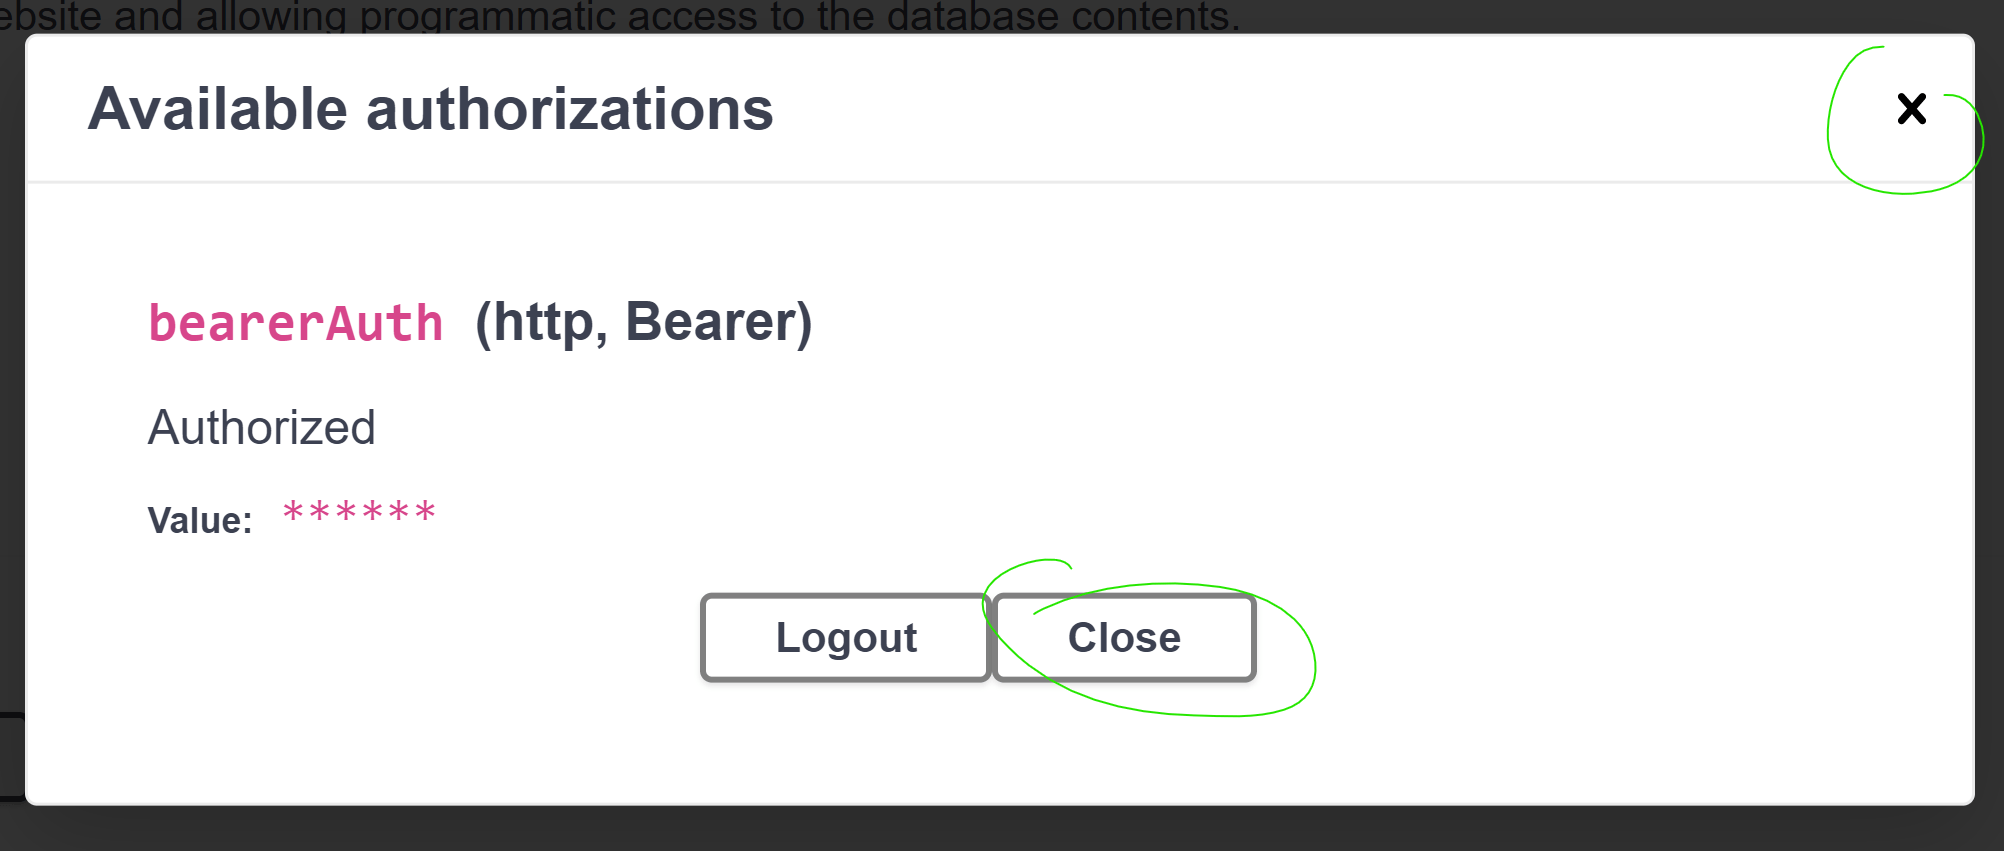 ebsite and allowing programmatic access to the database contents.
Available authorizations
bearerAuth (http, Bearer)
Authorized
Value: ******
Logout Close